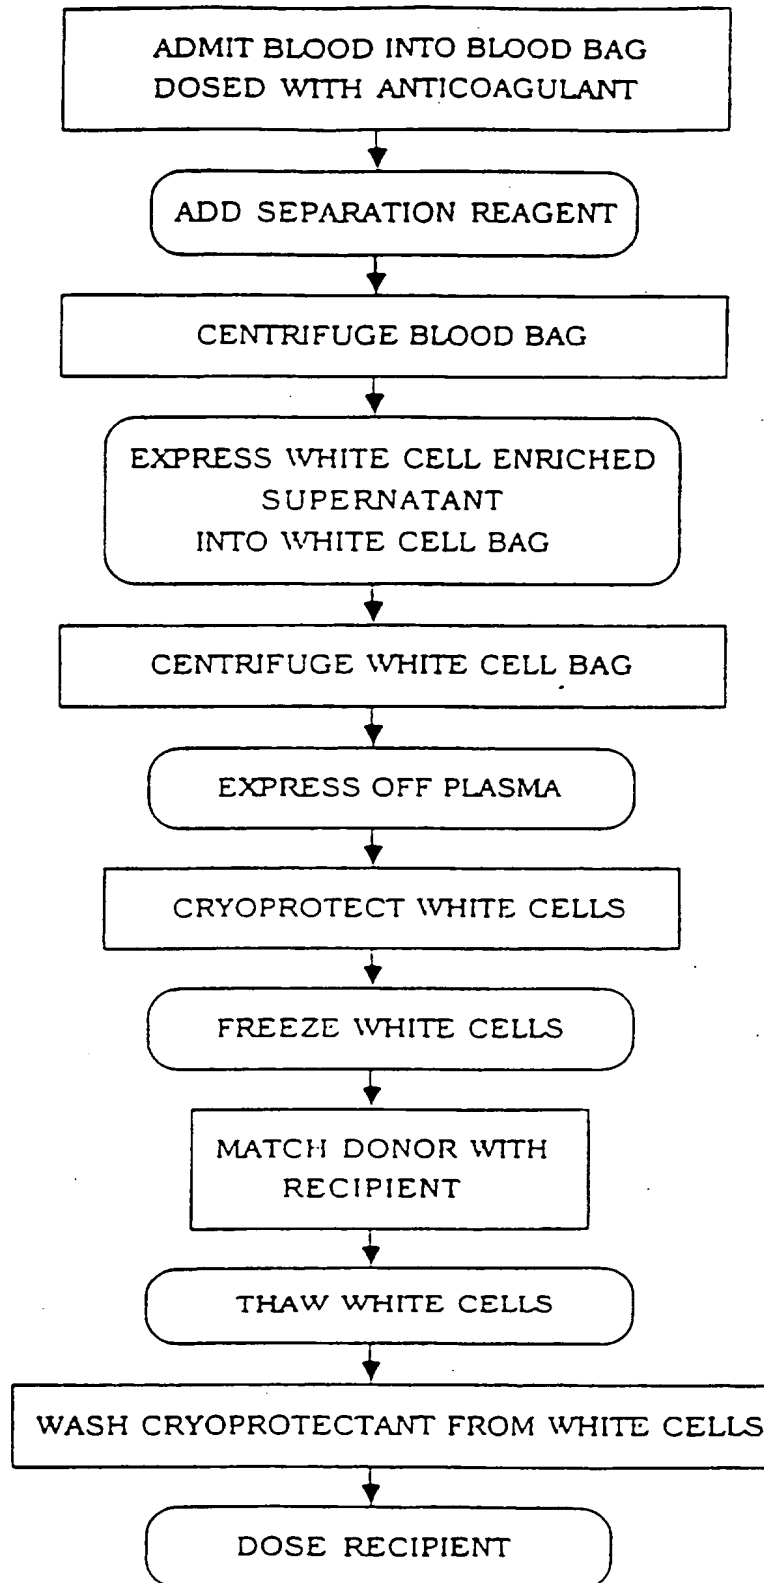 ADMIT BLOOD INTO BLOOD BAG
DOSED WITH ANTICOAGULANT
ADD SEPARATION REAGENT
CENTRIFUGE BLOOD BAG
EXPRESS WHITE CELL ENRICHED
SUPERNATANT
INTO WHITE CELL BAG
CENTRIFUGE WHITE CELL BAG
EXPRESS OFF PLASMA
CRYOPROTECT WHITE CELLS
FREEZE WHITE CELLS
MATCH DONOR WITH
RECIPIENT
THAW WHITE CELLS
WASH CRYOPROTECTANT FROM WHITE CELLS
DOSE RECIPIENT